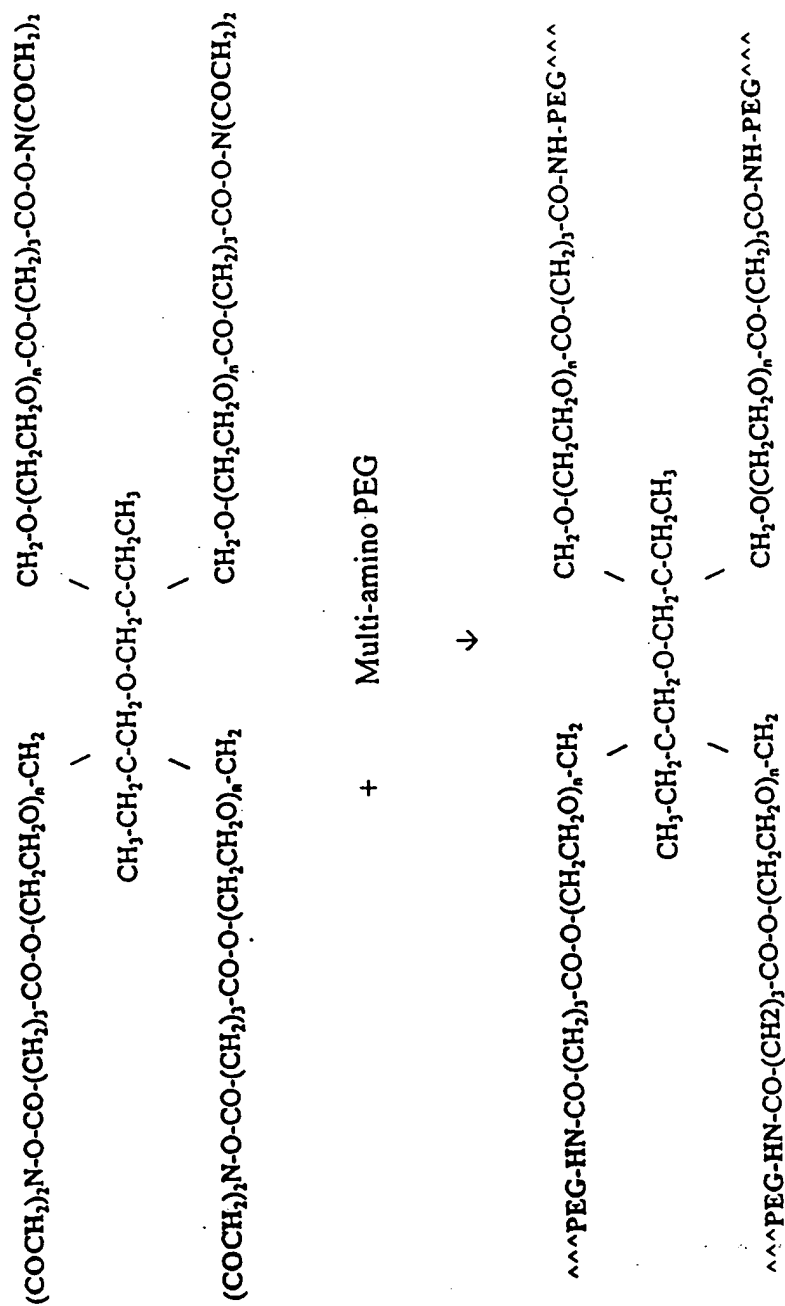 (COCH₂)₂N-O-CO-(CH₂)₃-CO-O-(CH₂CH₂O)ₙ-CH₂ CH₂-O-(CH₂CH₂O)ₙ-CO-(CH₂)₃-CO-O-N(COCH₂)₂
\ /
CH₃-CH₂-C-CH₂-O-CH₂-C-CH₂CH₃
/ \
(COCH₂)₂N-O-CO-(CH₂)₃-CO-O-(CH₂CH₂O)ₙ-CH₂ CH₂-O-(CH₂CH₂O)ₙ-CO-(CH₂)₃-CO-O-N(COCH₂)₂
+ Multi-amino PEG
↓
^^^PEG-HN-CO-(CH₂)₃-CO-O-(CH₂CH₂O)ₙ-CH₂ CH₂-O-(CH₂CH₂O)ₙ-CO-(CH₂)₃-CO-NH-PEG^^^
\ /
CH₃-CH₂-C-CH₂-O-CH₂-C-CH₂CH₃
/ \
^^^PEG-HN-CO-(CH2)₃-CO-O-(CH₂CH₂O)ₙ-CH₂ CH₂-O(CH₂CH₂O)ₙ-CO-(CH₂)₃CO-NH-PEG^^^